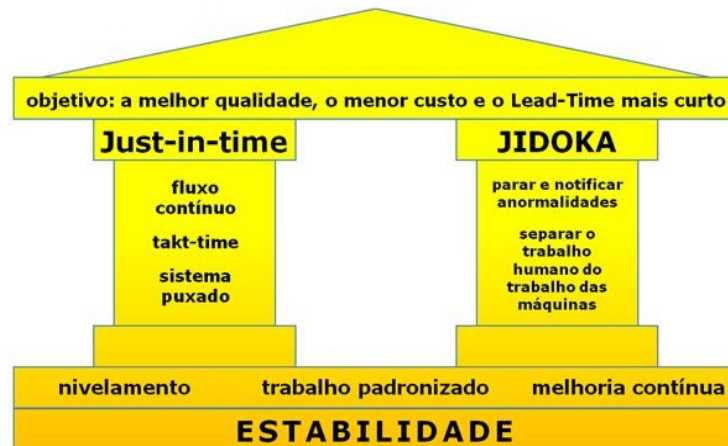 objetivo: a melhor qualidade, o menor custo e o Lead-Time mais curto
Just-in-time
fluxo
contínuo
takt-time
sistema
puxado
JIDOKA
parar e notificar
anormalidades
separar o
trabalho
humano do
trabalho das
máquinas
nivelamento trabalho padronizado melhoria contínua
ESTABILIDADE